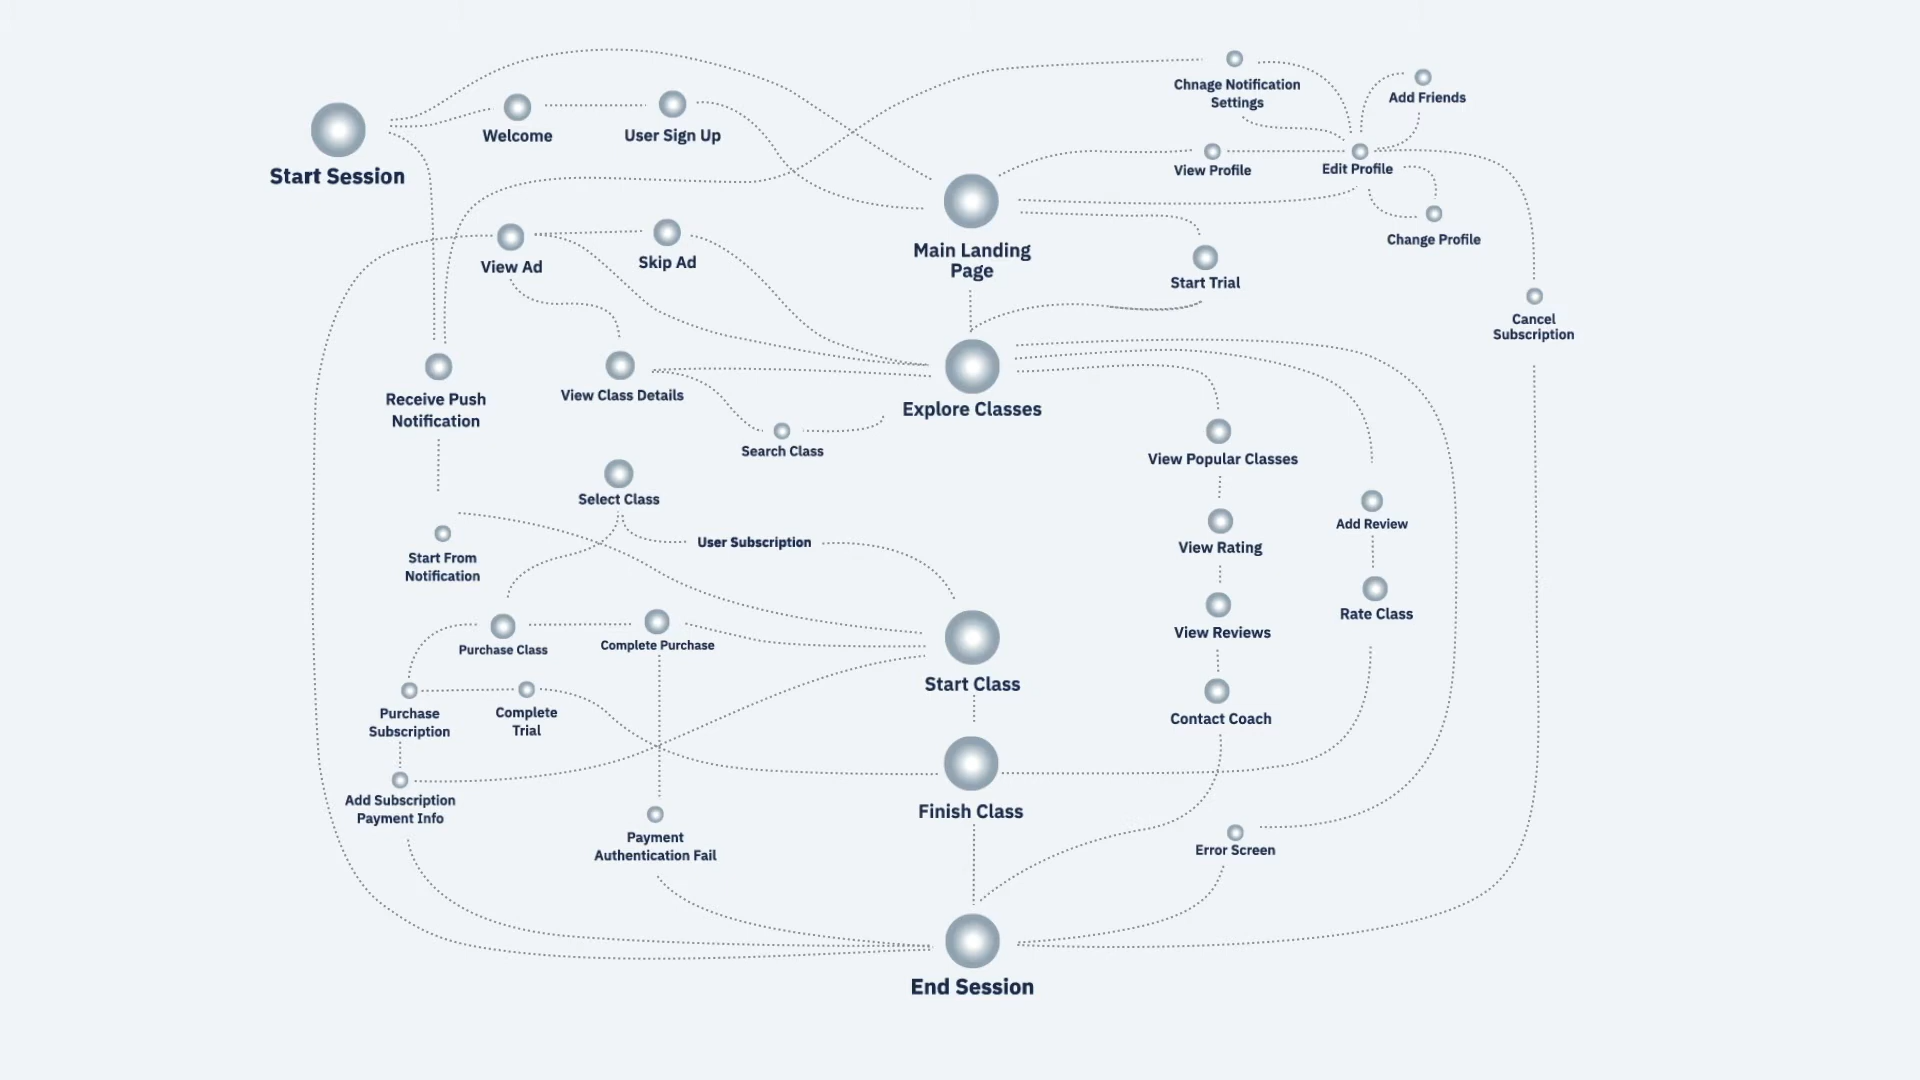 Chnage Notification
Settings
Add Friends
Welcome
User Sign Up
Start Session
View Profile
Edit Profile
Change Profile
Main Landing
Page
View Ad
Skip Ad
Start Trial
Cancel
Subscription
Receive Push
Notification
View Class Details
Explore Classes
Search Class
View Popular Classes
Select Class
User Subscription
Add Review
View Rating
Start From
Notification
Rate Class
View Reviews
Purchase Class
Complete Purchase
Start Class
Purchase
Subscription
Complete
Trial
Contact Coach
Add Subscription
Payment Info
Finish Class
Payment
Authentication Fail
Error Screen
End Session